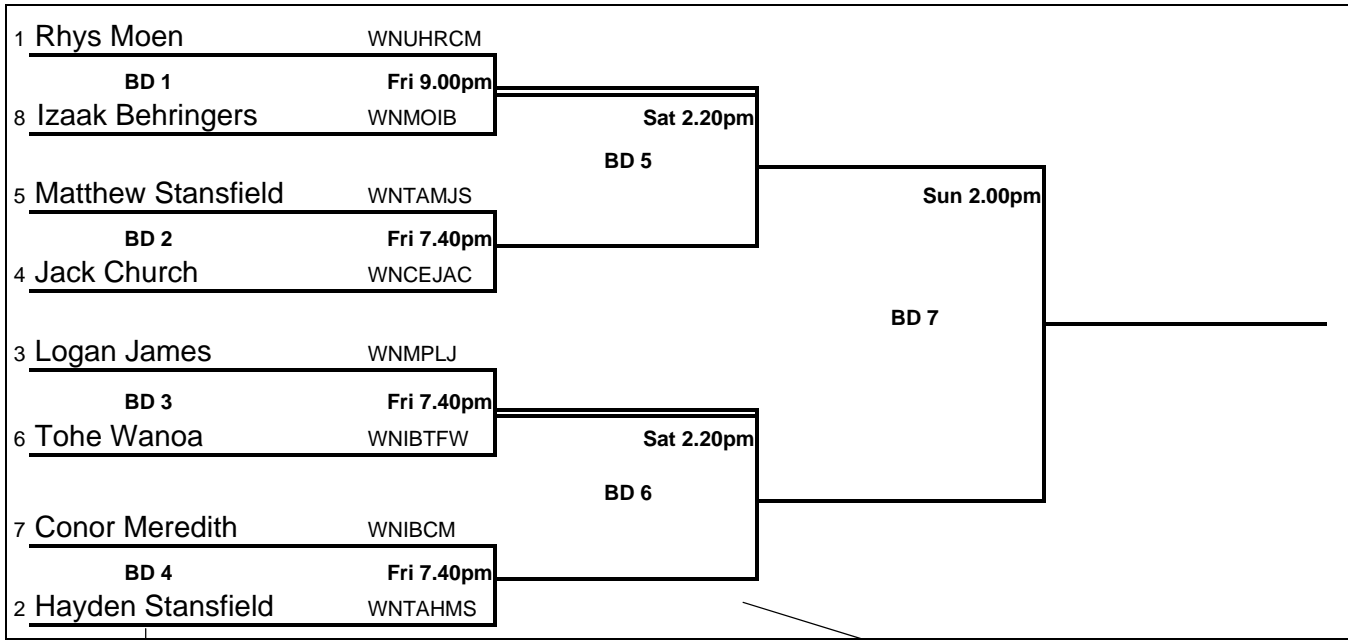 1 Rhys Moen WNUHRCM
BD 1 Fri 9.00pm
8 Izaak Behringers WNMOIB
Sat 2.20pm
BD 5
5 Matthew Stansfield WNTAMJS
Sun 2.00pm
BD 2 Fri 7.40pm
4 Jack Church WNCEJAC
BD 7
3 Logan James WNMPLJ
BD 3 Fri 7.40pm
6 Tohe Wanoa WNIBTFW
Sat 2.20pm
BD 6
7 Conor Meredith WNIBCM
BD 4 Fri 7.40pm
2 Hayden Stansfield WNTAHMS